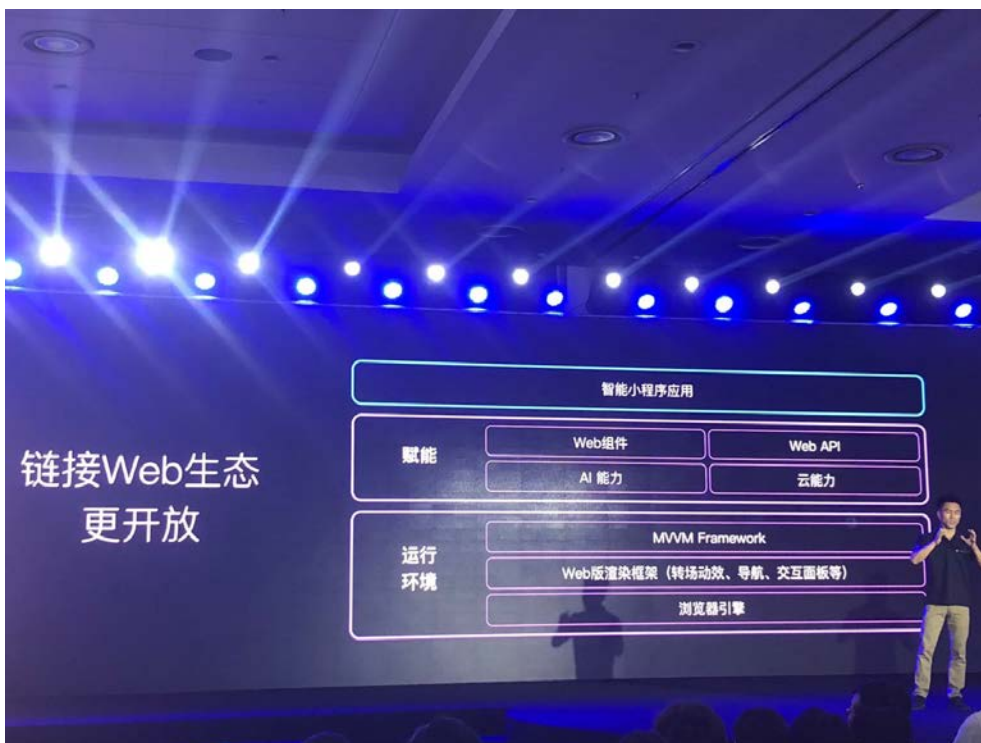 链接Web生态
更开放
智能小程序应用
赋能
Web组件
Web API
AI 能力
云能力
运行
环境
MVVM Framework
Web版渲染框架（转场动效、导航、交互面板等）
浏览器引擎